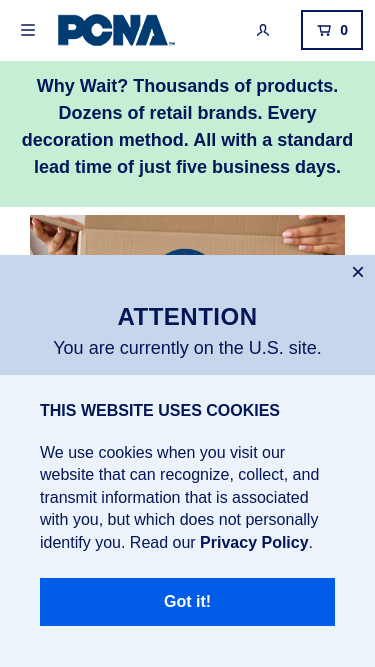 PCNA
0
Why Wait? Thousands of products.
Dozens of retail brands. Every
decoration method. All with a standard
lead time of just five business days.
ATTENTION
You are currently on the U.S. site.
THIS WEBSITE USES COOKIES
We use cookies when you visit our
website that can recognize, collect, and
transmit information that is associated
with you, but which does not personally
identify you. Read our Privacy Policy.
Got it!